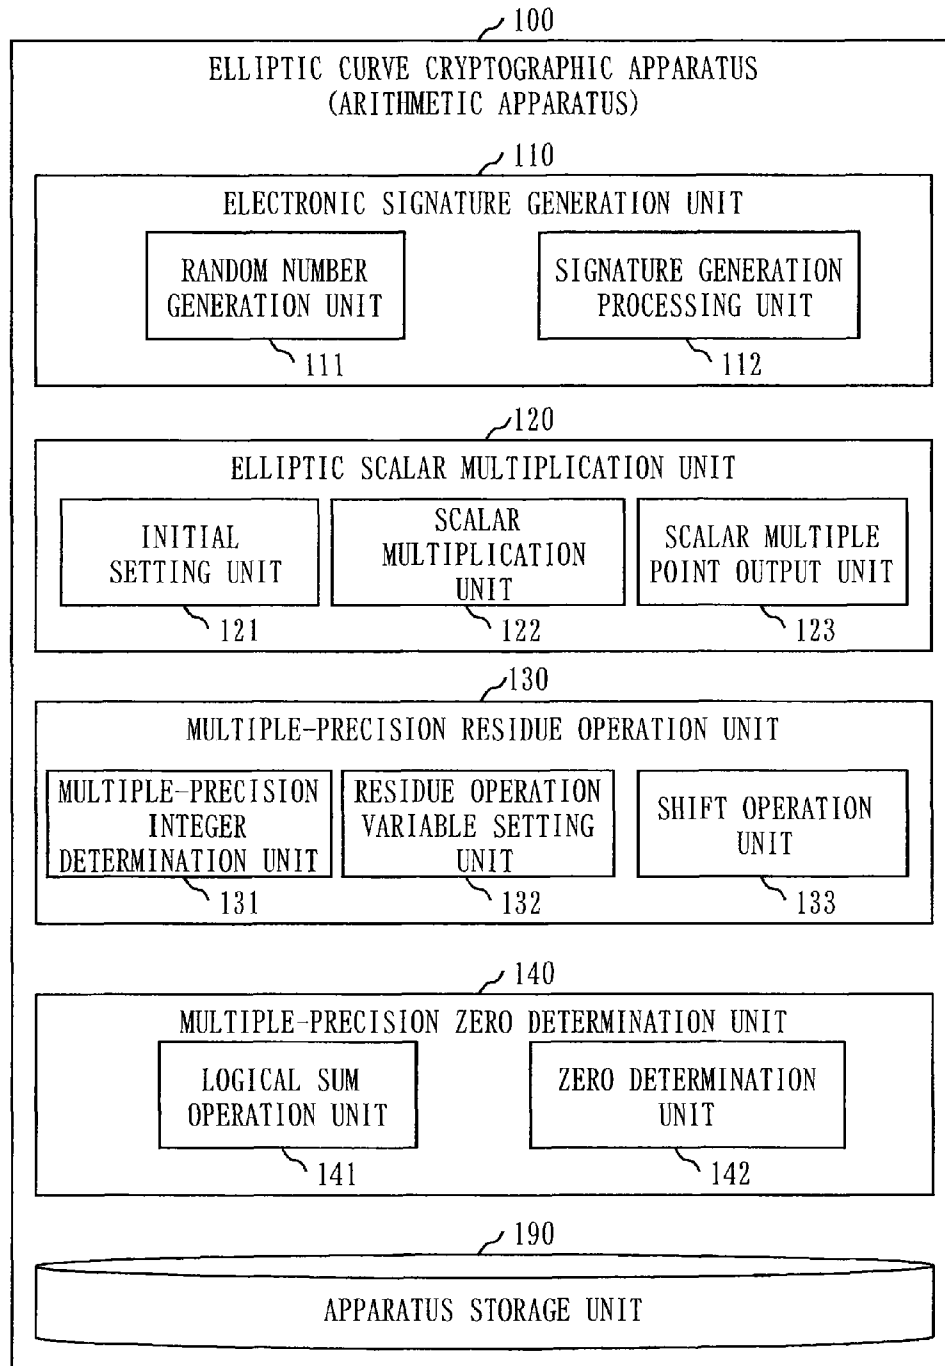 100
ELLIPTIC CURVE CRYPTOGRAPHIC APPARATUS
(ARITHMETIC APPARATUS)
110
ELECTRONIC SIGNATURE GENERATION UNIT
RANDOM NUMBER
GENERATION UNIT
111
SIGNATURE GENERATION
PROCESSING UNIT
112
120
ELLIPTIC SCALAR MULTIPLICATION UNIT
INITIAL
SETTING UNIT
121
SCALAR
MULTIPLICATION
UNIT
122
SCALAR MULTIPLE
POINT OUTPUT UNIT
123
130
MULTIPLE-PRECISION RESIDUE OPERATION UNIT
MULTIPLE-PRECISION
INTEGER
DETERMINATION UNIT
131
RESIDUE OPERATION
VARIABLE SETTING
UNIT
132
SHIFT OPERATION
UNIT
133
140
MULTIPLE-PRECISION ZERO DETERMINATION UNIT
LOGICAL SUM
OPERATION UNIT
141
ZERO DETERMINATION
UNIT
142
190
APPARATUS STORAGE UNIT